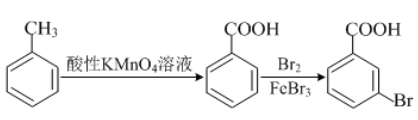 CH₃
酸性KMnO₄溶液
COOH
Br₂
FeBr₃
COOH
Br